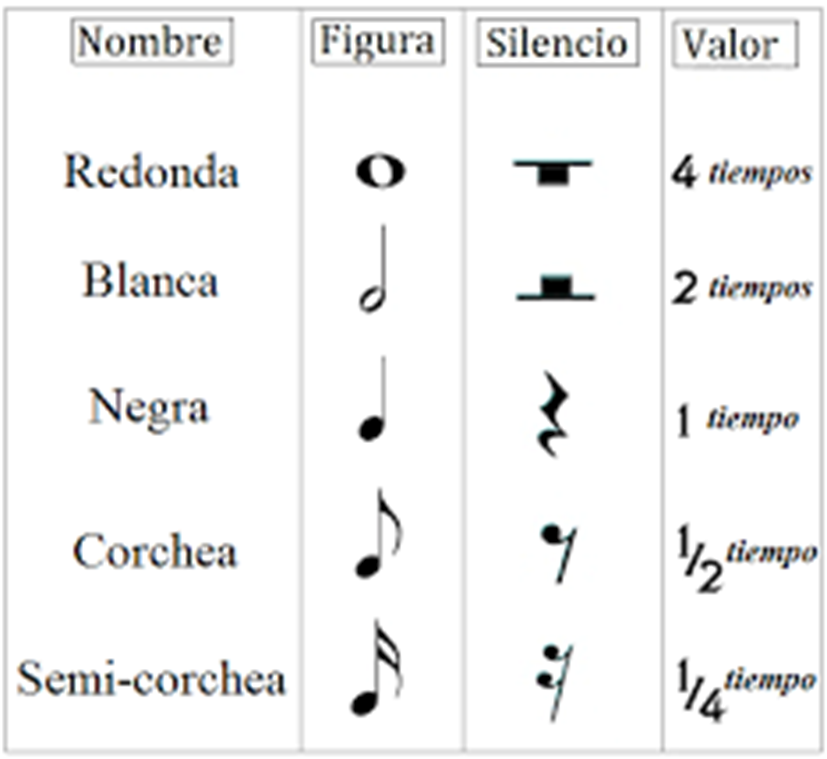 Nombre Figura Silencio Valor
Redonda 4 tiempos
Blanca 2 tiempos
Negra 1 tiempo
Corchea 1/2 tiempo
Semi-corchea 1/4 tiempo